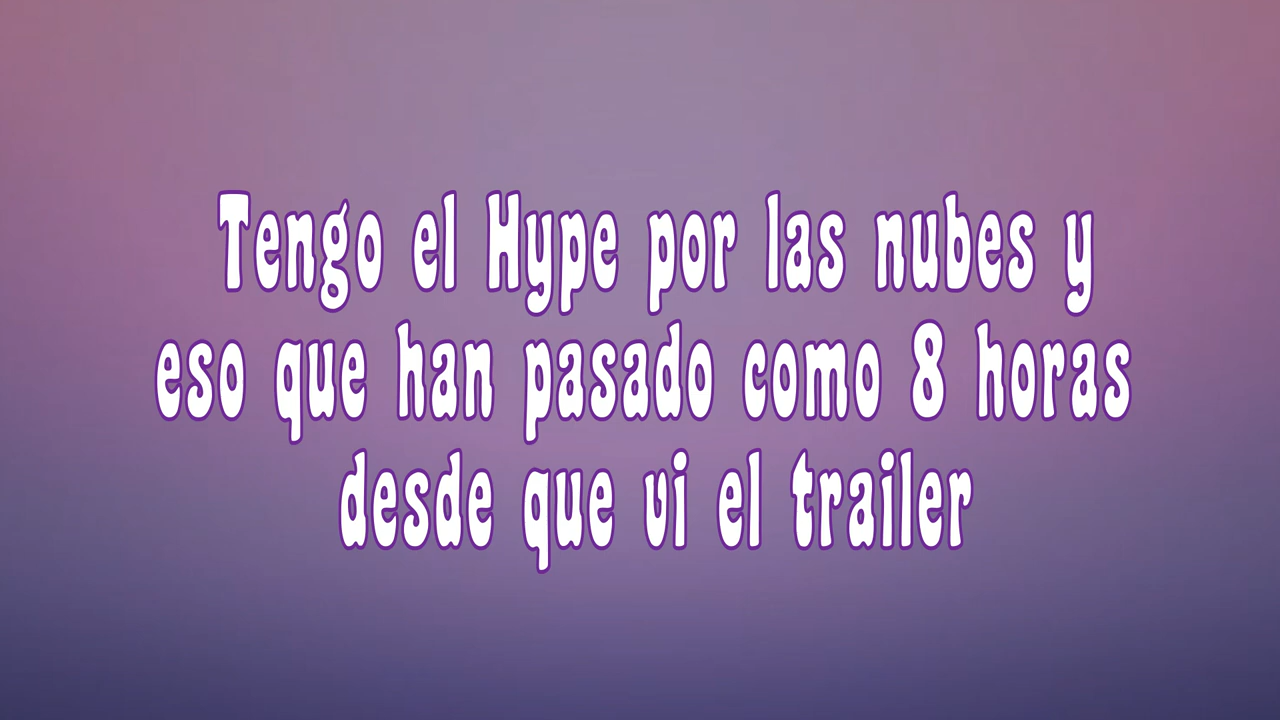 Tengo el Hype por las nubes y
eso que han pasado como 8 horas
desde que vi el trailer